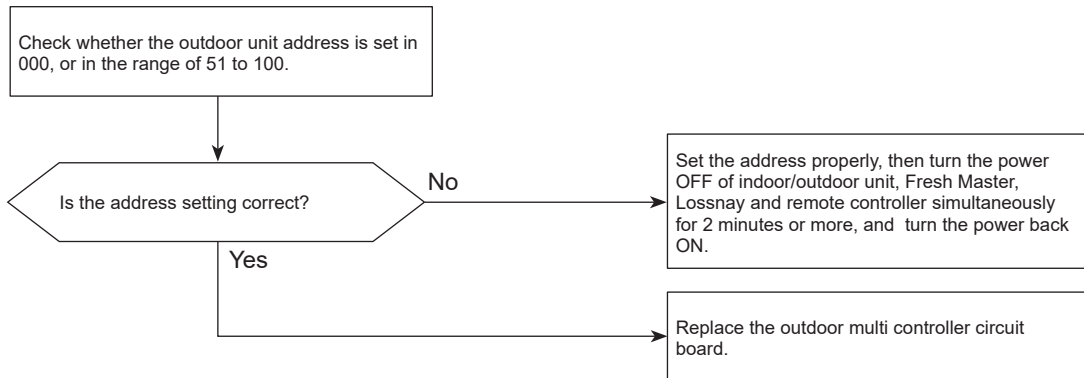 Check whether the outdoor unit address is set in
000, or in the range of 51 to 100.
Is the address setting correct?
No
Set the address properly, then turn the power
OFF of indoor/outdoor unit, Fresh Master,
Lossnay and remote controller simultaneously
for 2 minutes or more, and  turn the power back
ON.
Yes
Replace the outdoor multi controller circuit
board.